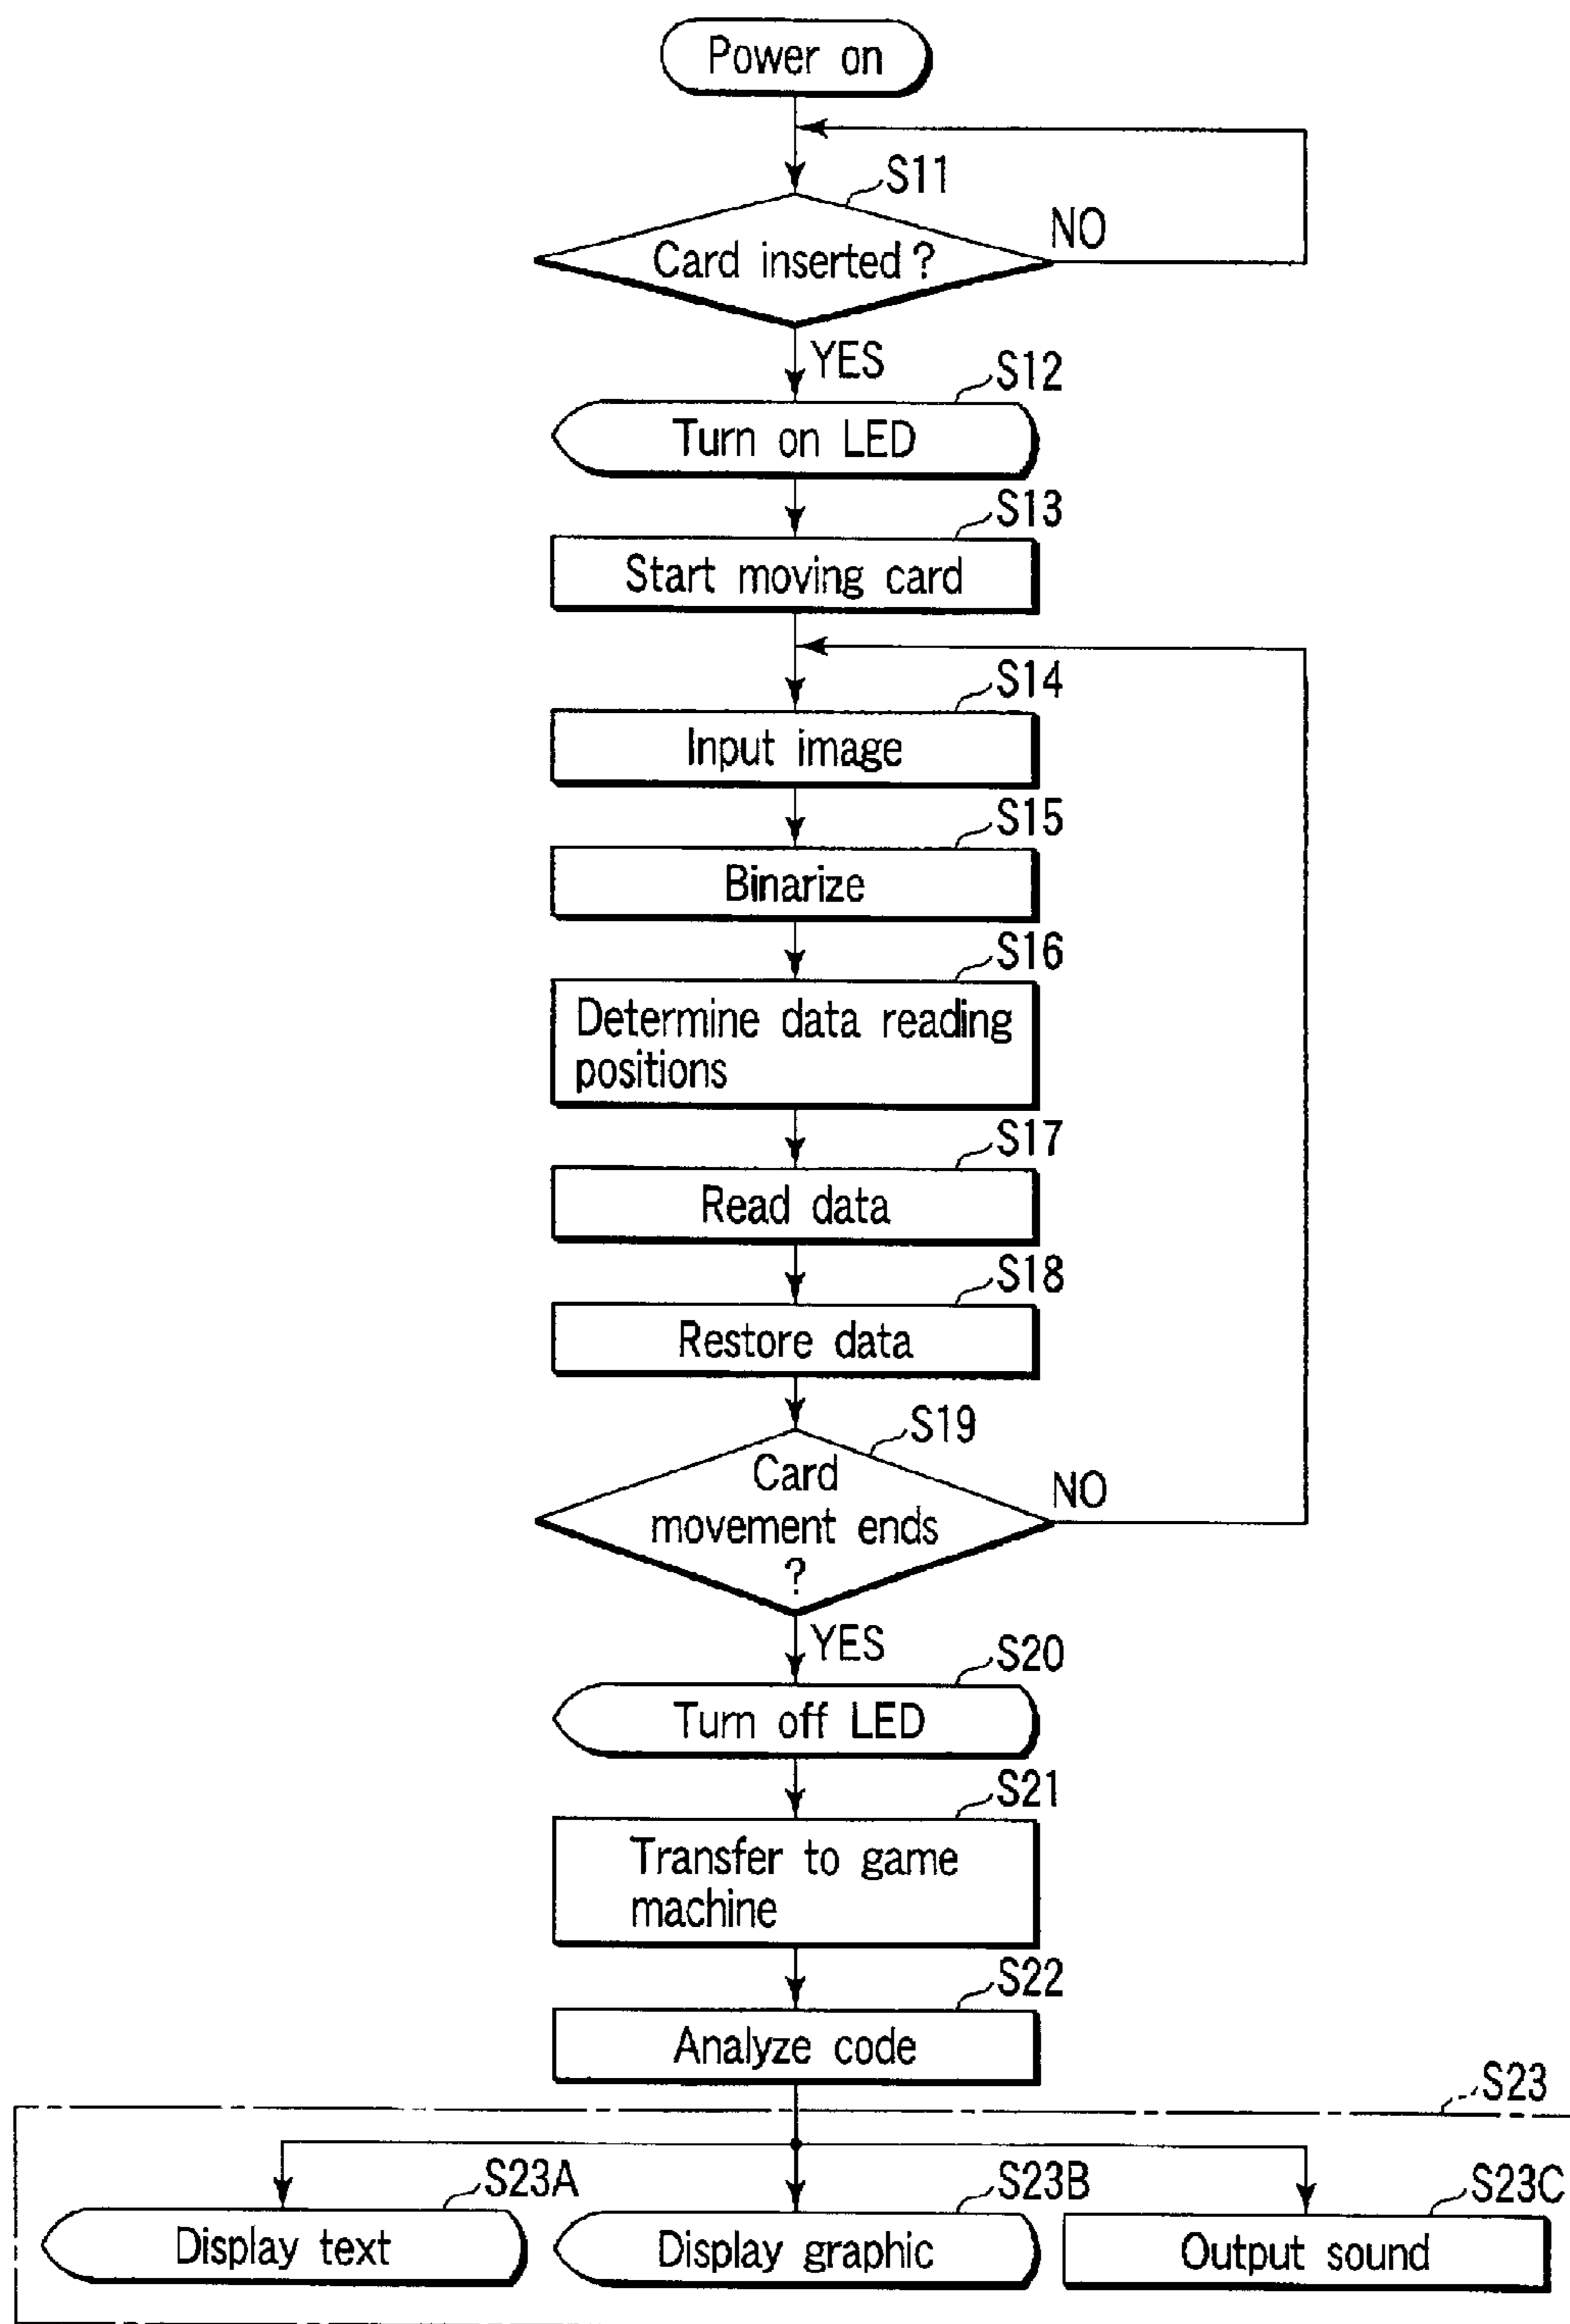 Power on
S11
Card inserted?
NO
YES
S12
Turn on LED
S13
Start moving card
S14
Input image
S15
Binarize
S16
Determine data reading
positions
S17
Read data
S18
Restore data
S19
Card
movement ends
?
NO
YES
S20
Turn off LED
S21
Transfer to game
machine
S22
Analyze code
S23
S23A
Display text
S23B
Display graphic
S23C
Output sound